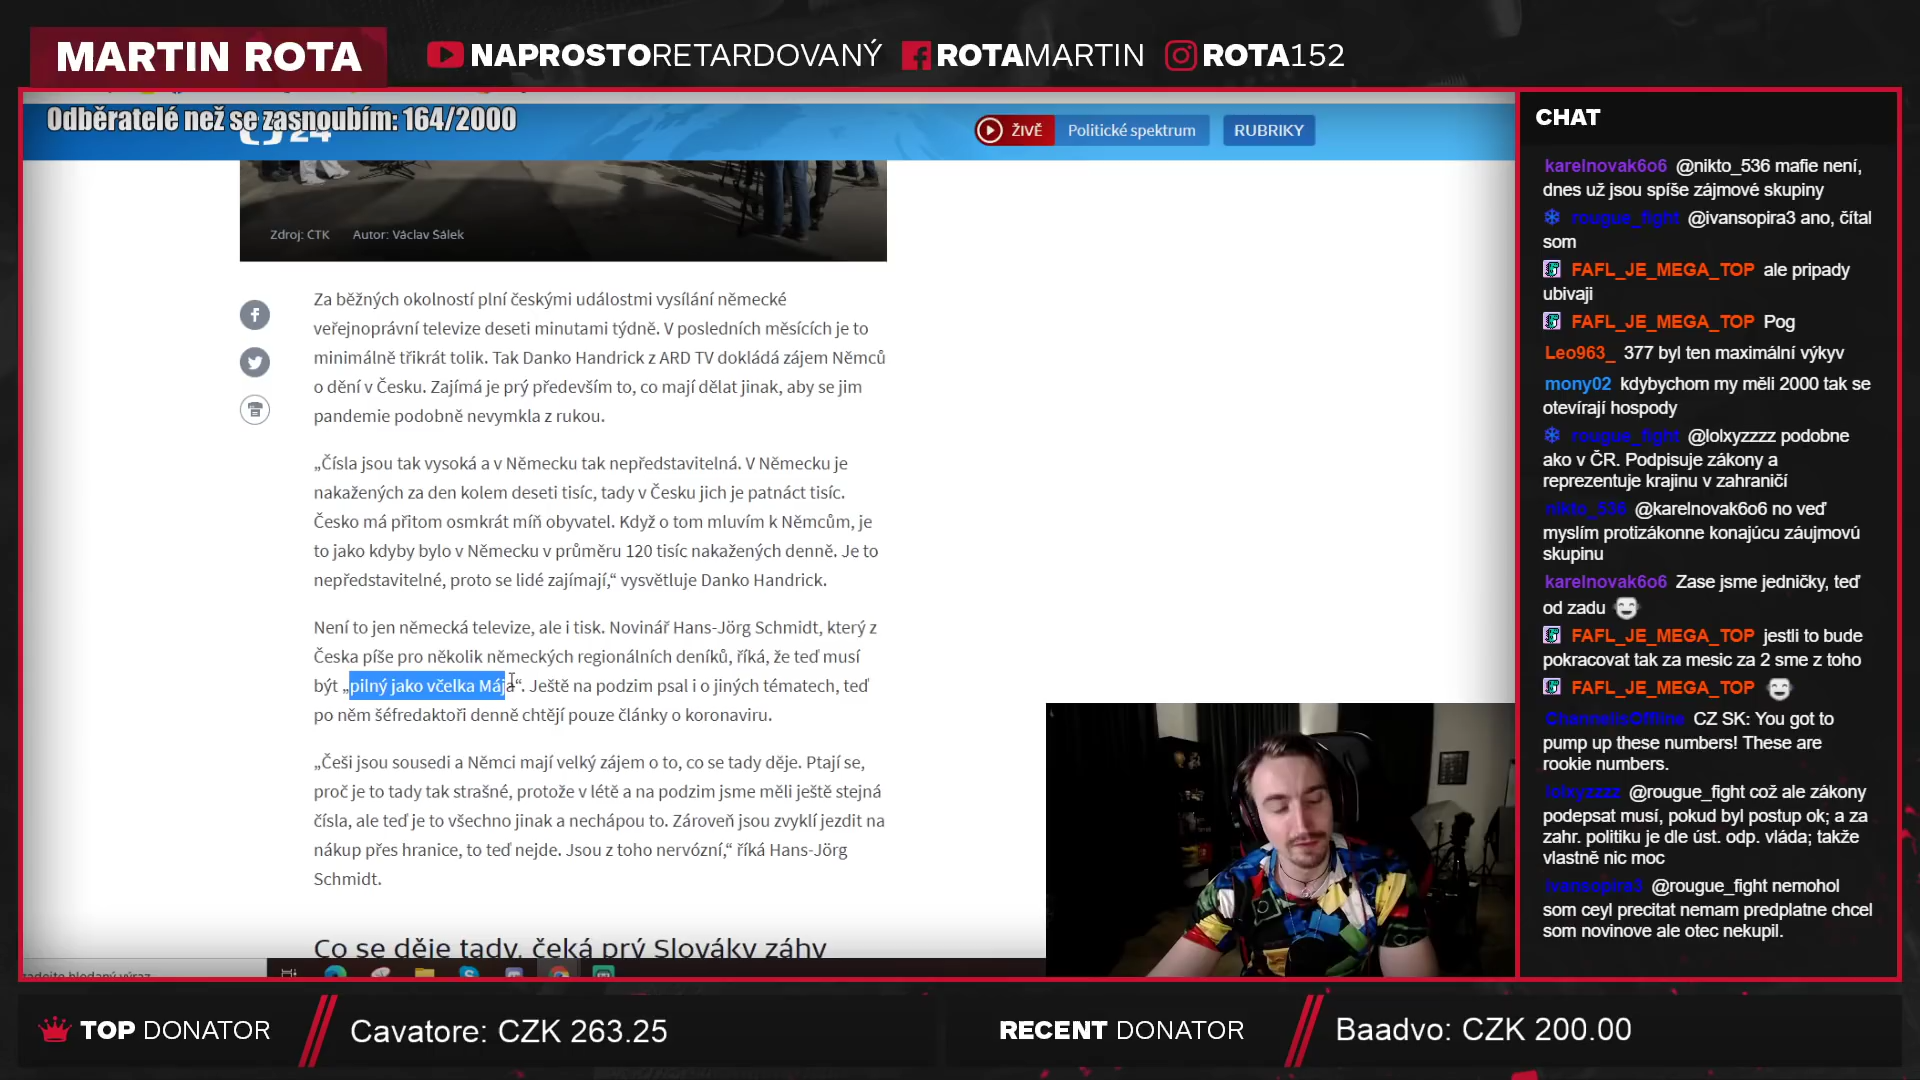 MARTIN ROTA
NAPROSTORETARDOVANÝ
ROTAMARTIN
ROTA152
Odběratelé než se zasnoubím: 164/2000
24
ŽIVĚ
Politické spektrum
RUBRIKY
Zdroj: ČTK Autor: Václav Šálek
Za běžných okolností plní českými událostmi vysílání německé
veřejnoprávní televize deseti minutami týdně. V posledních měsících je to
minimálně třikrát tolik. Tak Danko Handrick z ARD TV dokládá zájem Němců
o dění v Česku. Zajímá je prý především to, co mají dělat jinak, aby se jim
pandemie podobně nevymkla z rukou.
„Čísla jsou tak vysoká a v Německu tak nepředstavitelná. V Německu je
nakažených za den kolem deseti tisíc, tady v Česku jich je patnáct tisíc.
Česko má přitom osmkrát míň obyvatel. Když o tom mluvím k Němcům, je
to jako kdyby bylo v Německu v průměru 120 tisíc nakažených denně. Je to
nepředstavitelné, proto se lidé zajímají,“ vysvětluje Danko Handrick.
Není to jen německá televize, ale i tisk. Novinář Hans-Jörg Schmidt, který z
Česka píše pro několik německých regionálních deníků, říká, že teď musí
být „pilný jako včelka Mája“. Ještě na podzim psal i o jiných tématech, teď
po něm šéfredaktoři denně chtějí pouze články o koronaviru.
„Češi jsou sousedi a Němci mají velký zájem o to, co se tady děje. Ptají se,
proč je to tady tak strašné, protože v létě a na podzim jsme měli ještě stejná
čísla, ale teď je to všechno jinak a nechápou to. Zároveň jsou zvyklí jezdit na
nákup přes hranice, to teď nejde. Jsou z toho nervózní,“ říká Hans-Jörg
Schmidt.
Co se děje tady, čeká prý Slováky záhy
hledaný výraz
CHAT
karelnovak6o6 @nikto_536 mafie není,
dnes už jsou spíše zájmové skupiny
rougue_fight @ivansopira3 ano, čítal
som
FAFL_JE_MEGA_TOP ale pripady
ubivaji
FAFL_JE_MEGA_TOP Pog
Leo963_ 377 byl ten maximální výkyv
mony02 kdybychom my měli 2000 tak se
otevírají hospody
rougue_fight @lolxyzzzz podobne
ako v ČR. Podpisuje zákony a
reprezentuje krajinu v zahraničí
nikto_536 @karelnovak6o6 no veď
myslím protizákonne konajúcu záujmovú
skupinu
karelnovak6o6 Zase jsme jedničky, teď
od zadu
FAFL_JE_MEGA_TOP jestli to bude
pokracovat tak za mesic za 2 sme z toho
FAFL_JE_MEGA_TOP
ChannelisOffline CZ SK: You got to
pump up these numbers! These are
rookie numbers.
lolxyzzzz @rougue_fight což ale zákony
podepsat musí, pokud byl postup ok; a za
zahr. politiku je dle úst. odp. vláda; takže
vlastně nic moc
ivansopira3 @rougue_fight nemohol
som ceyl precitat nemam predplatne chcel
som novinove ale otec nekupil.
TOP DONATOR
Cavatore: CZK 263.25
RECENT DONATOR
Baadvo: CZK 200.00